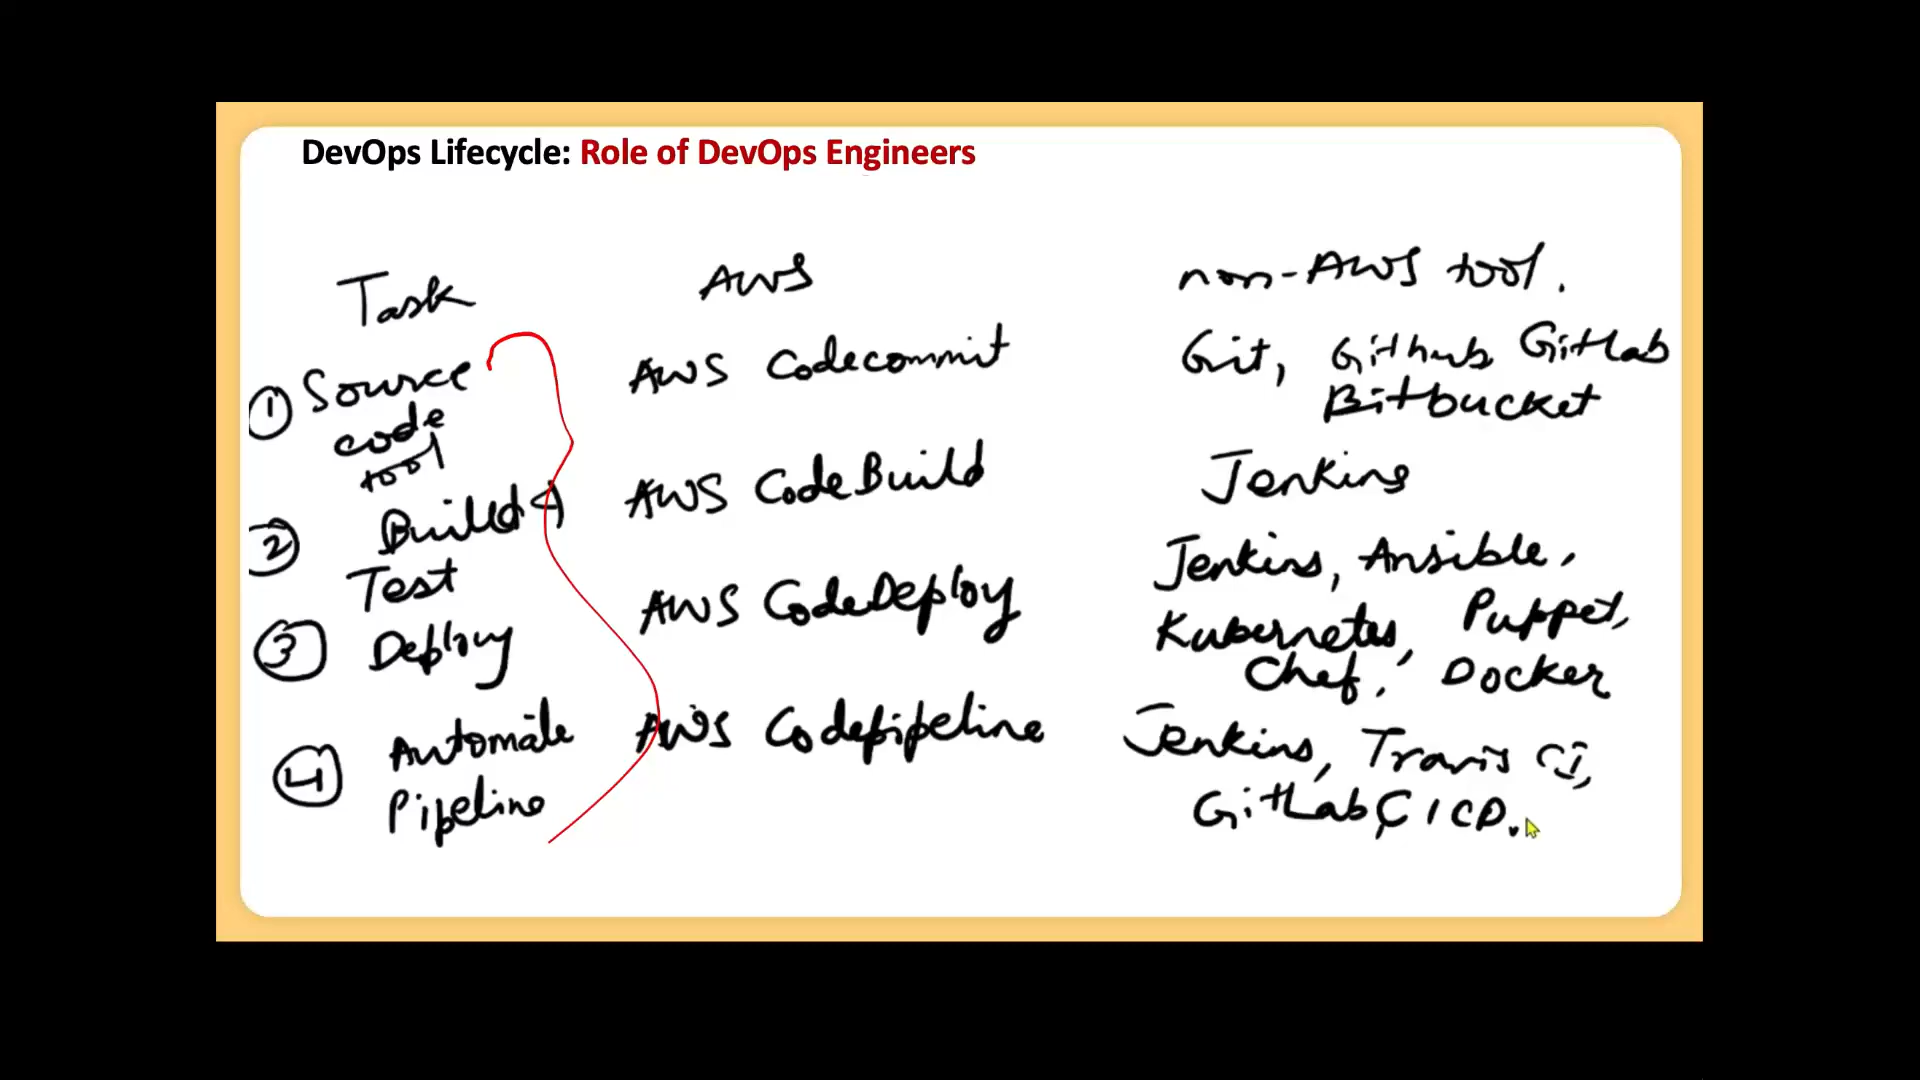 DevOps Lifecycle: Role of DevOps Engineers
Task AWS non-AWS tool.
① Source AWS Codecommit Git, Github GitLab
code Bitbucket
tool
② Build & AWS CodeBuild Jenkins
Test
③ Deploy AWS CodeDeploy Jenkins, Ansible,
Kubernetes, Puppet,
Chef, Docker
④ Automate AWS Codepipeline Jenkins, Travis CI,
Pipeline GitLab CICD.